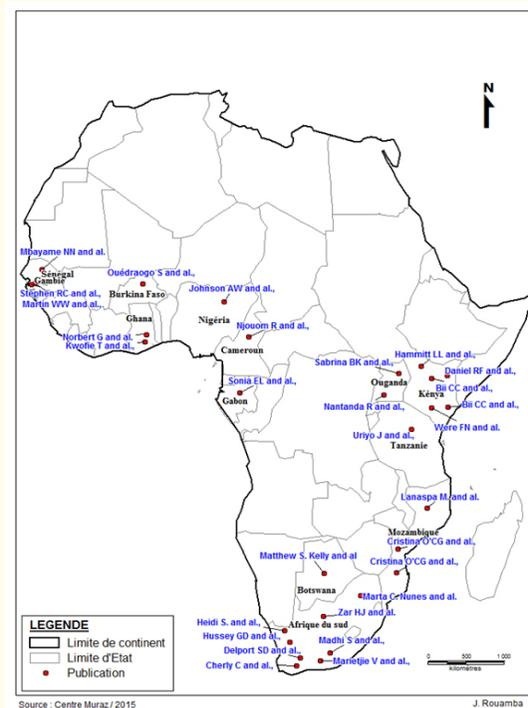 N
Mbayame NN and al.
Sénégal
Gambie
Stephen RC and al.,
Martin WW and al.,
Ouédraogo S and al.,
Burkina Faso
Johnson AW and al.,
Ghana
Nigéria
Njouom R and al.,
Norbert G and al.
Kwofie T and al.,
Cameroun
Hammitt LL and al.,
Sabrina BK and al.,
Daniel RF and al.,
Sonia EL and al.,
Ouganda
Bii CC and al.,
Kénya
Gabon
Nantanda R and al.,
Bii CC and al.,
Were FN and al.
Uriyo J and al.,
Tanzanie
Lanaspa M. and al.
Mozambique
Cristina O'CG and al.,
Matthew S. Kelly and al
Cristina O'CG and al.,
Botswana
Marta C. Nunes and al.
Zar HJ and al.
Heidi S. and al.,
Afrique du sud
Hussey GD and al.,
Madhi S and al.,
Delport SD and al.,
Marietjie V and al.,
Cherly C and al.,
LEGENDE
Limite de continent
Limite d'Etat
Publication
0 500 1 000
kilomètres
Source : Centre Muraz / 2015
J. Rouamba